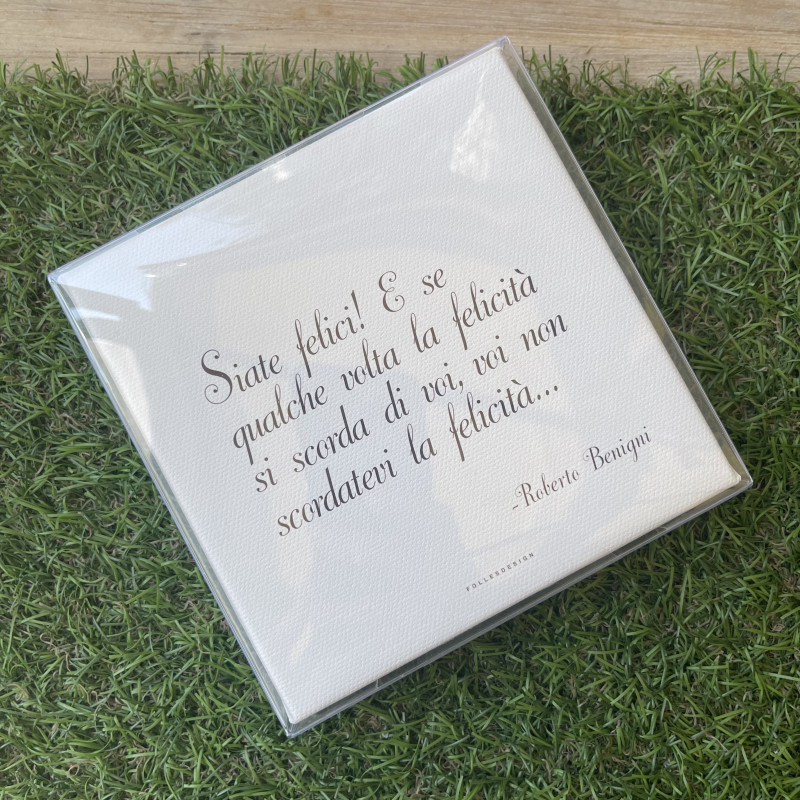 Siate felici! E se
qualche volta la felicità
si scorda di voi, voi non
scordatevi la felicità...
-Roberto Benigni
FOLLESDESIGN